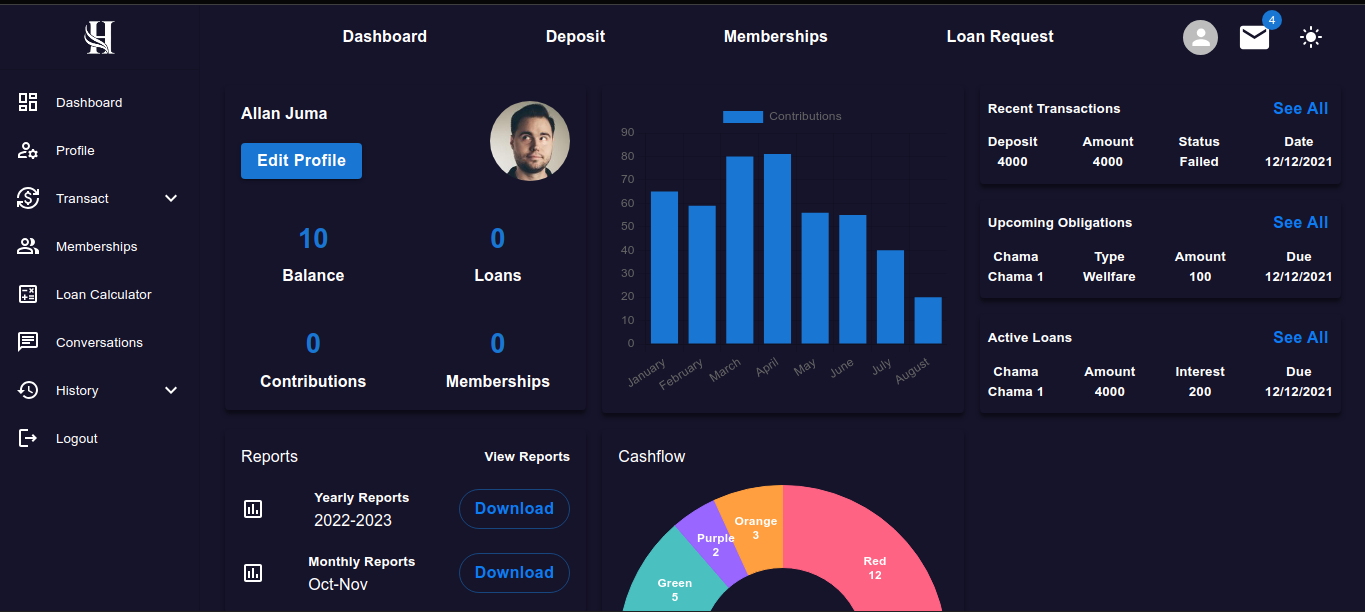 H
Dashboard Deposit Memberships Loan Request
4
Dashboard
Profile
Transact
Memberships
Loan Calculator
Conversations
History
Logout
Allan Juma
Edit Profile
10 0
Balance Loans
0 0
Contributions Memberships
Contributions
90
80
70
60
50
40
30
20
10
0
January February March April May June July August
Recent Transactions See All
Deposit Amount Status Date
4000 4000 Failed 12/12/2021
Upcoming Obligations See All
Chama Type Amount Due
Chama 1 Wellfare 100 12/12/2021
Active Loans See All
Chama Amount Interest Due
Chama 1 4000 200 12/12/2021
Reports View Reports
Yearly Reports
2022-2023
Download
Monthly Reports
Oct-Nov
Download
Cashflow
Orange
3
Purple
2
Red
12
Green
5